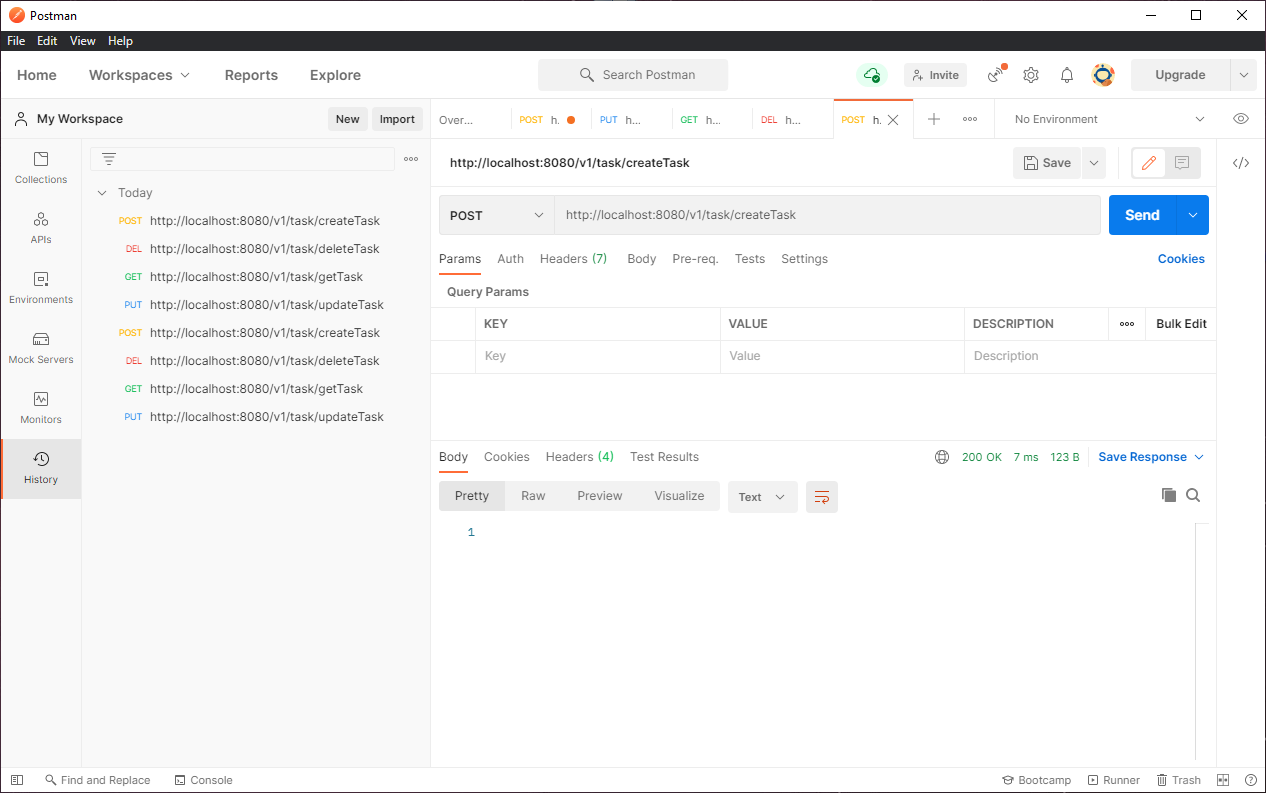 Postman
File Edit View Help
Home Workspaces Reports Explore Search Postman Invite Upgrade
My Workspace New Import
Over... POST h. PUT h... GET h... DEL h... POST h. No Environment
Collections
APIs
Environments
Mock Servers
Monitors
History
Today
POST http://localhost:8080/v1/task/createTask
DEL http://localhost:8080/v1/task/deleteTask
GET http://localhost:8080/v1/task/getTask
PUT http://localhost:8080/v1/task/updateTask
POST http://localhost:8080/v1/task/createTask
DEL http://localhost:8080/v1/task/deleteTask
GET http://localhost:8080/v1/task/getTask
PUT http://localhost:8080/v1/task/updateTask
http://localhost:8080/v1/task/createTask Save
POST http://localhost:8080/v1/task/createTask Send
Params Auth Headers (7) Body Pre-req. Tests Settings Cookies
Query Params
KEY VALUE DESCRIPTION Bulk Edit
Key Value Description
Body Cookies Headers (4) Test Results 200 OK 7 ms 123 B Save Response
Pretty Raw Preview Visualize Text
1
Find and Replace Console Bootcamp Runner Trash